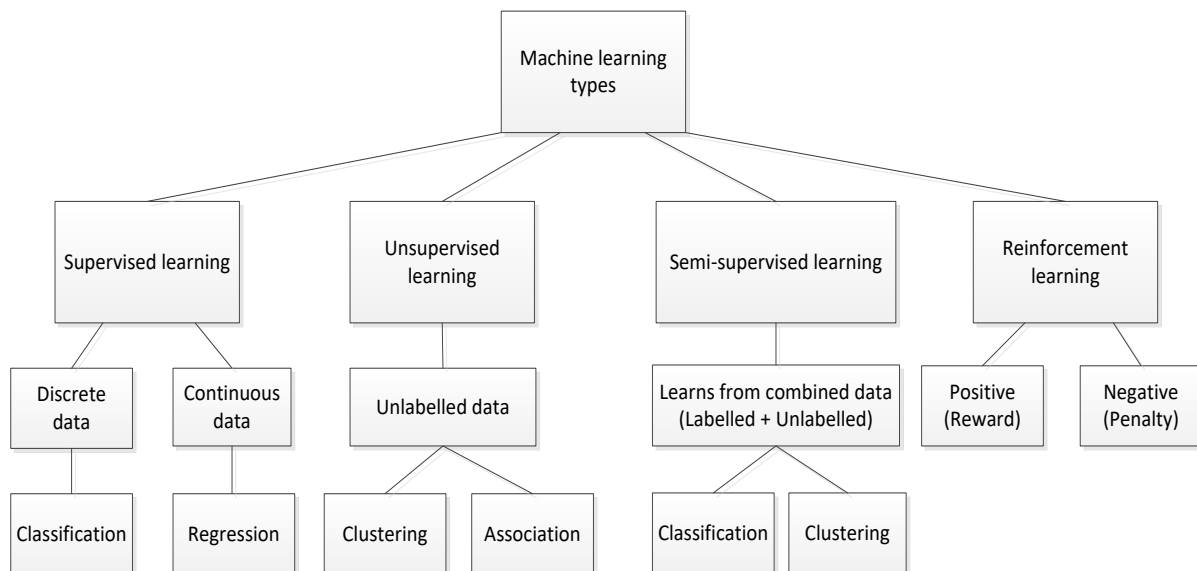 Machine learning
types
Supervised learning
Unsupervised
learning
Semi-supervised learning
Reinforcement
learning
Discrete
data
Continuous
data
Unlabelled data
Learns from combined data
(Labelled + Unlabelled)
Positive
(Reward)
Negative
(Penalty)
Classification
Regression
Clustering
Association
Classification
Clustering